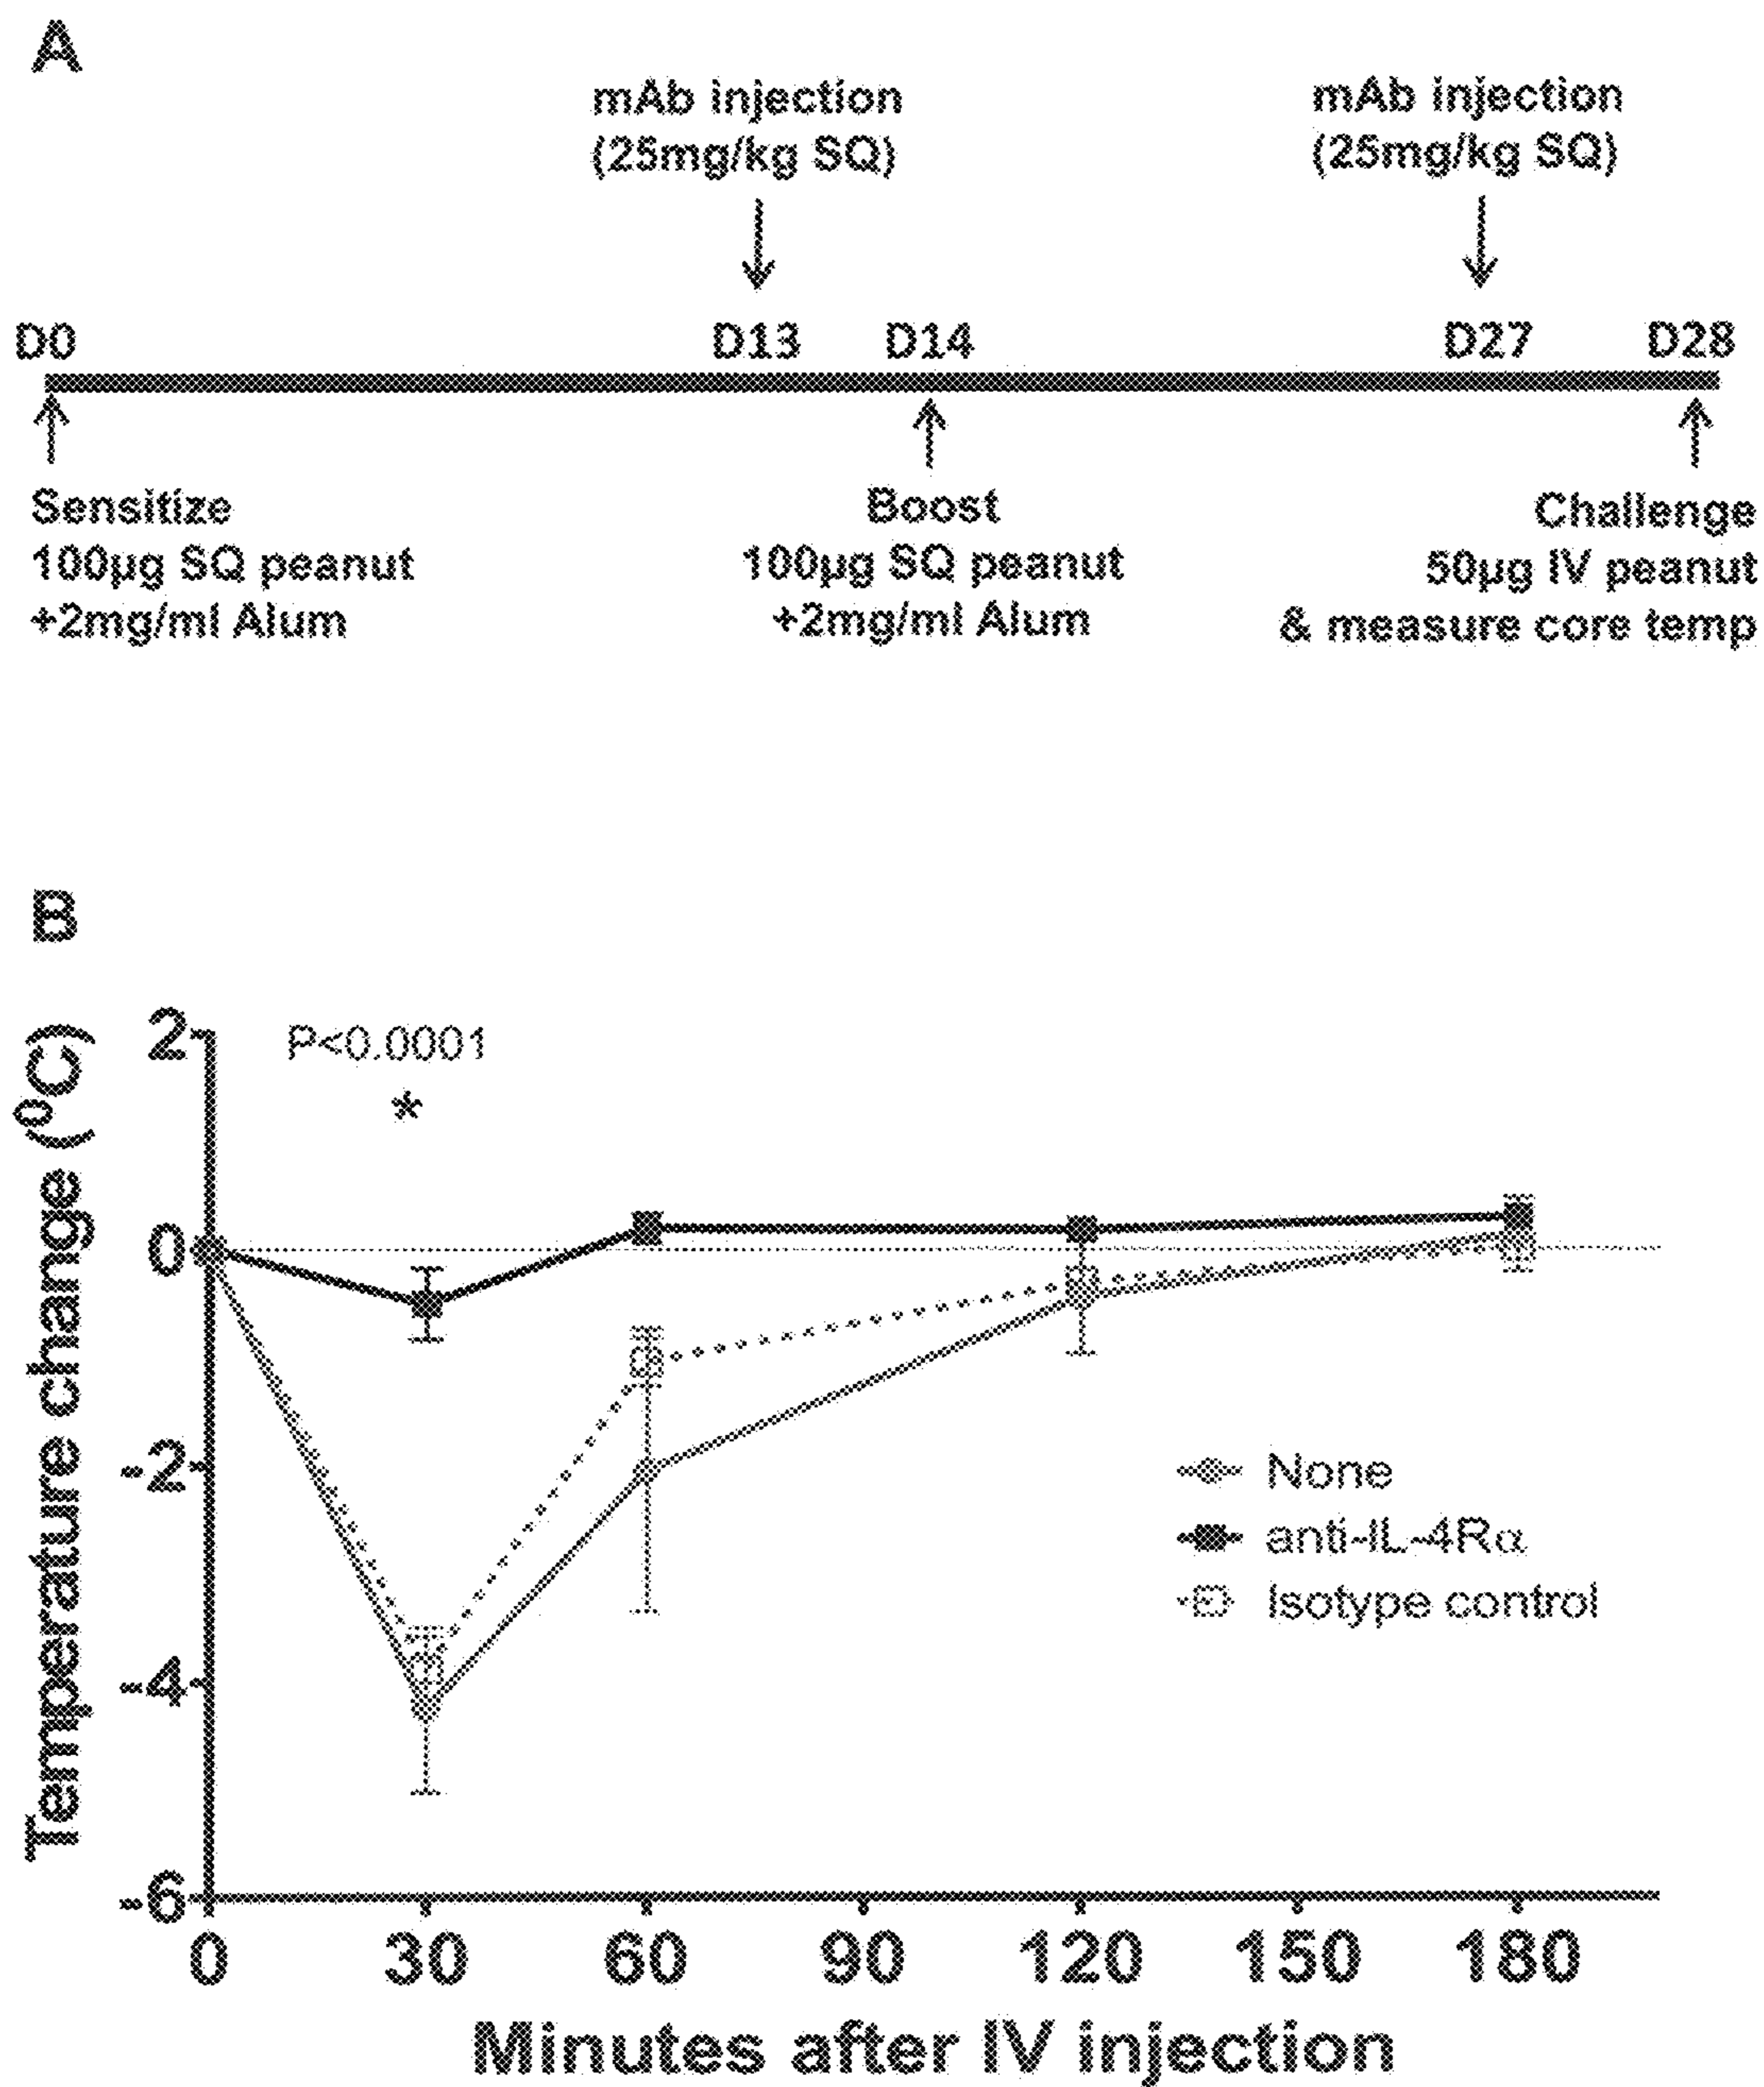 A
mAb injection
(25mg/kg SQ)
mAb injection
(25mg/kg SQ)
D0
D13
D14
D27
D28
Sensitize
100µg SQ peanut
+2mg/ml Alum
Boost
100µg SQ peanut
+2mg/ml Alum
Challenge
50µg IV peanut
& measure core temp
B
Temperature change (⁰C)
2
0
-2
-4
-6
P<0.0001
*
None
anti-IL-4Rα
Isotype control
0 30 60 90 120 150 180
Minutes after IV injection